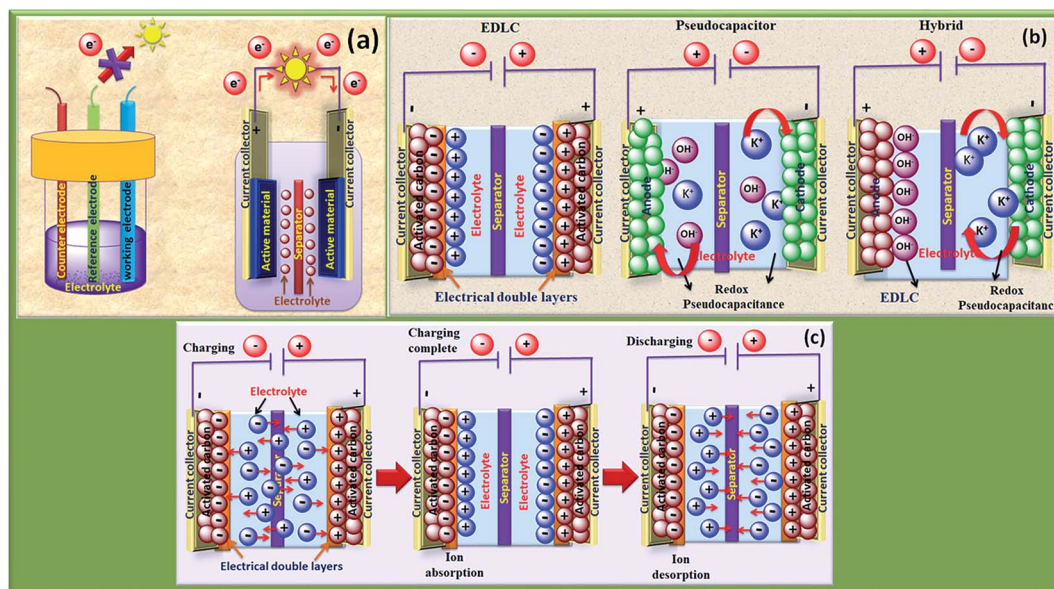 (a)
e-
e-
e-
e-
e-
Counter electrode
Reference electrode
working electrode
Electrolyte
Current collector
+
-
Current collector
Active material
Separator
Active material
Electrolyte
(b)
EDLC
- +
-
+
Current collector
Activated carbon
Electrolyte
Separator
Electrolyte
Activated carbon
Current collector
Electrical double layers
Pseudocapacitor
+ -
+
-
Current collector
Anode
OH-
OH-
K+
OH-
Separator
K+
OH-
K+
K+
Cathode
Current collector
Electrolyte
Redox
Pseudocapacitance
Hybrid
+ -
+
-
Current collector
Anode
OH-
OH-
OH-
OH-
OH-
Separator
K+
K+
K+
K+
Cathode
Current collector
Electrolyte
EDLC
Redox
Pseudocapacitance
(c)
Charging
- +
-
+
Electrolyte
Current collector
Activated carbon
Separator
Activated carbon
Current collector
Electrical double layers
Charging
complete
- +
-
+
Current collector
Activated carbon
Electrolyte
Separator
Electrolyte
Activated carbon
Current collector
Ion
absorption
Discharging
- +
-
+
Current collector
Activated carbon
Separator
Activated carbon
Current collector
Ion
desorption